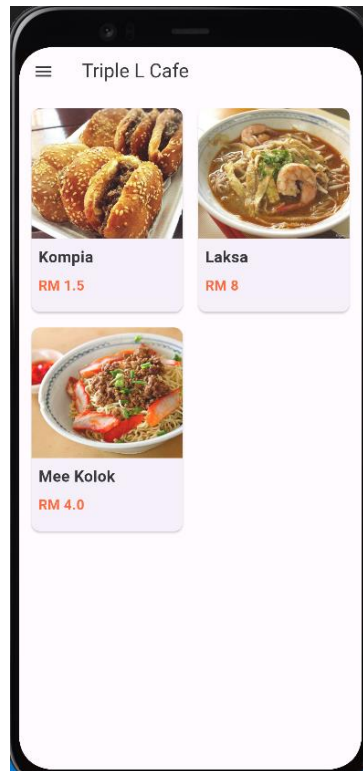 Triple L Cafe
Kompia
RM 1.5
Laksa
RM 8
Mee Kolok
RM 4.0